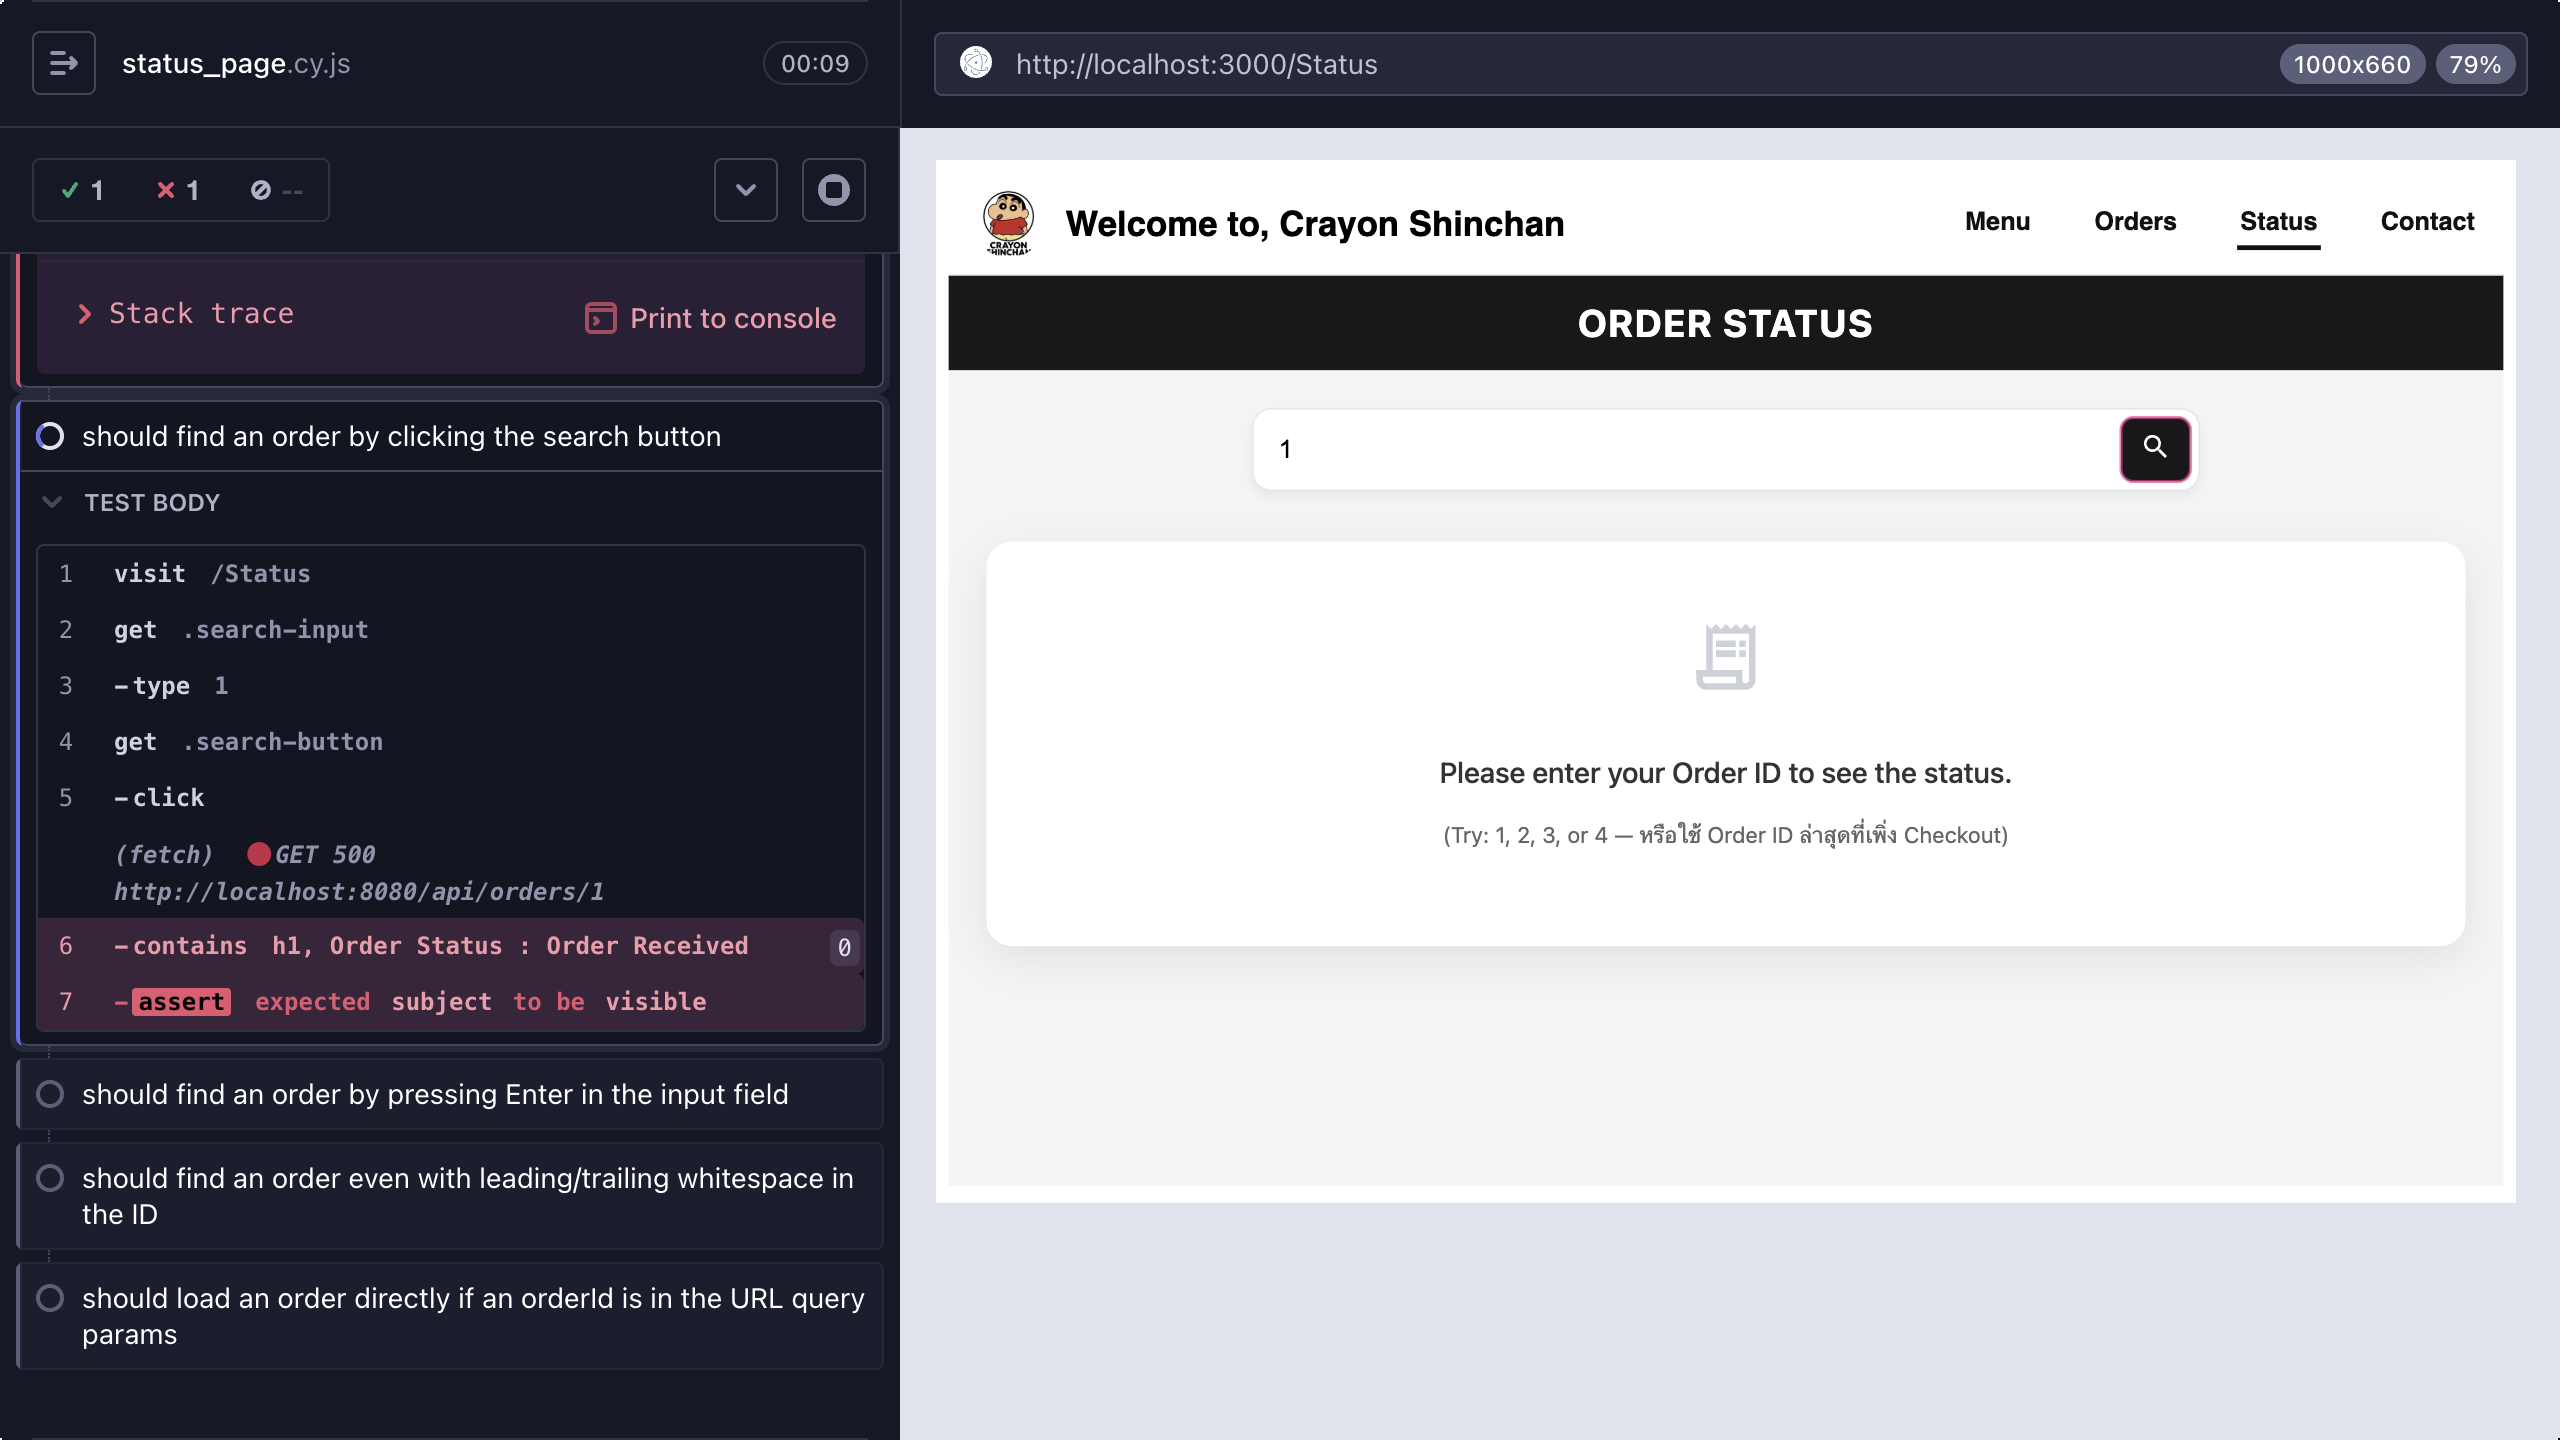 status_page.cy.js
00:09
1 1 --
Stack trace
Print to console
should find an order by clicking the search button
TEST BODY
1 visit /Status
2 get .search-input
3 -type 1
4 get .search-button
5 -click
(fetch) GET 500
http://localhost:8080/api/orders/1
6 -contains h1, Order Status : Order Received 0
7 -assert expected subject to be visible
should find an order by pressing Enter in the input field
should find an order even with leading/trailing whitespace in
the ID
should load an order directly if an orderId is in the URL query
params
http://localhost:3000/Status
1000x660 79%
CRAYON
SHINCHAN
Welcome to, Crayon Shinchan
Menu Orders Status Contact
ORDER STATUS
1
Please enter your Order ID to see the status.
(Try: 1, 2, 3, or 4 — หรือใช้ Order ID ล่าสุดที่เพิ่ง Checkout)